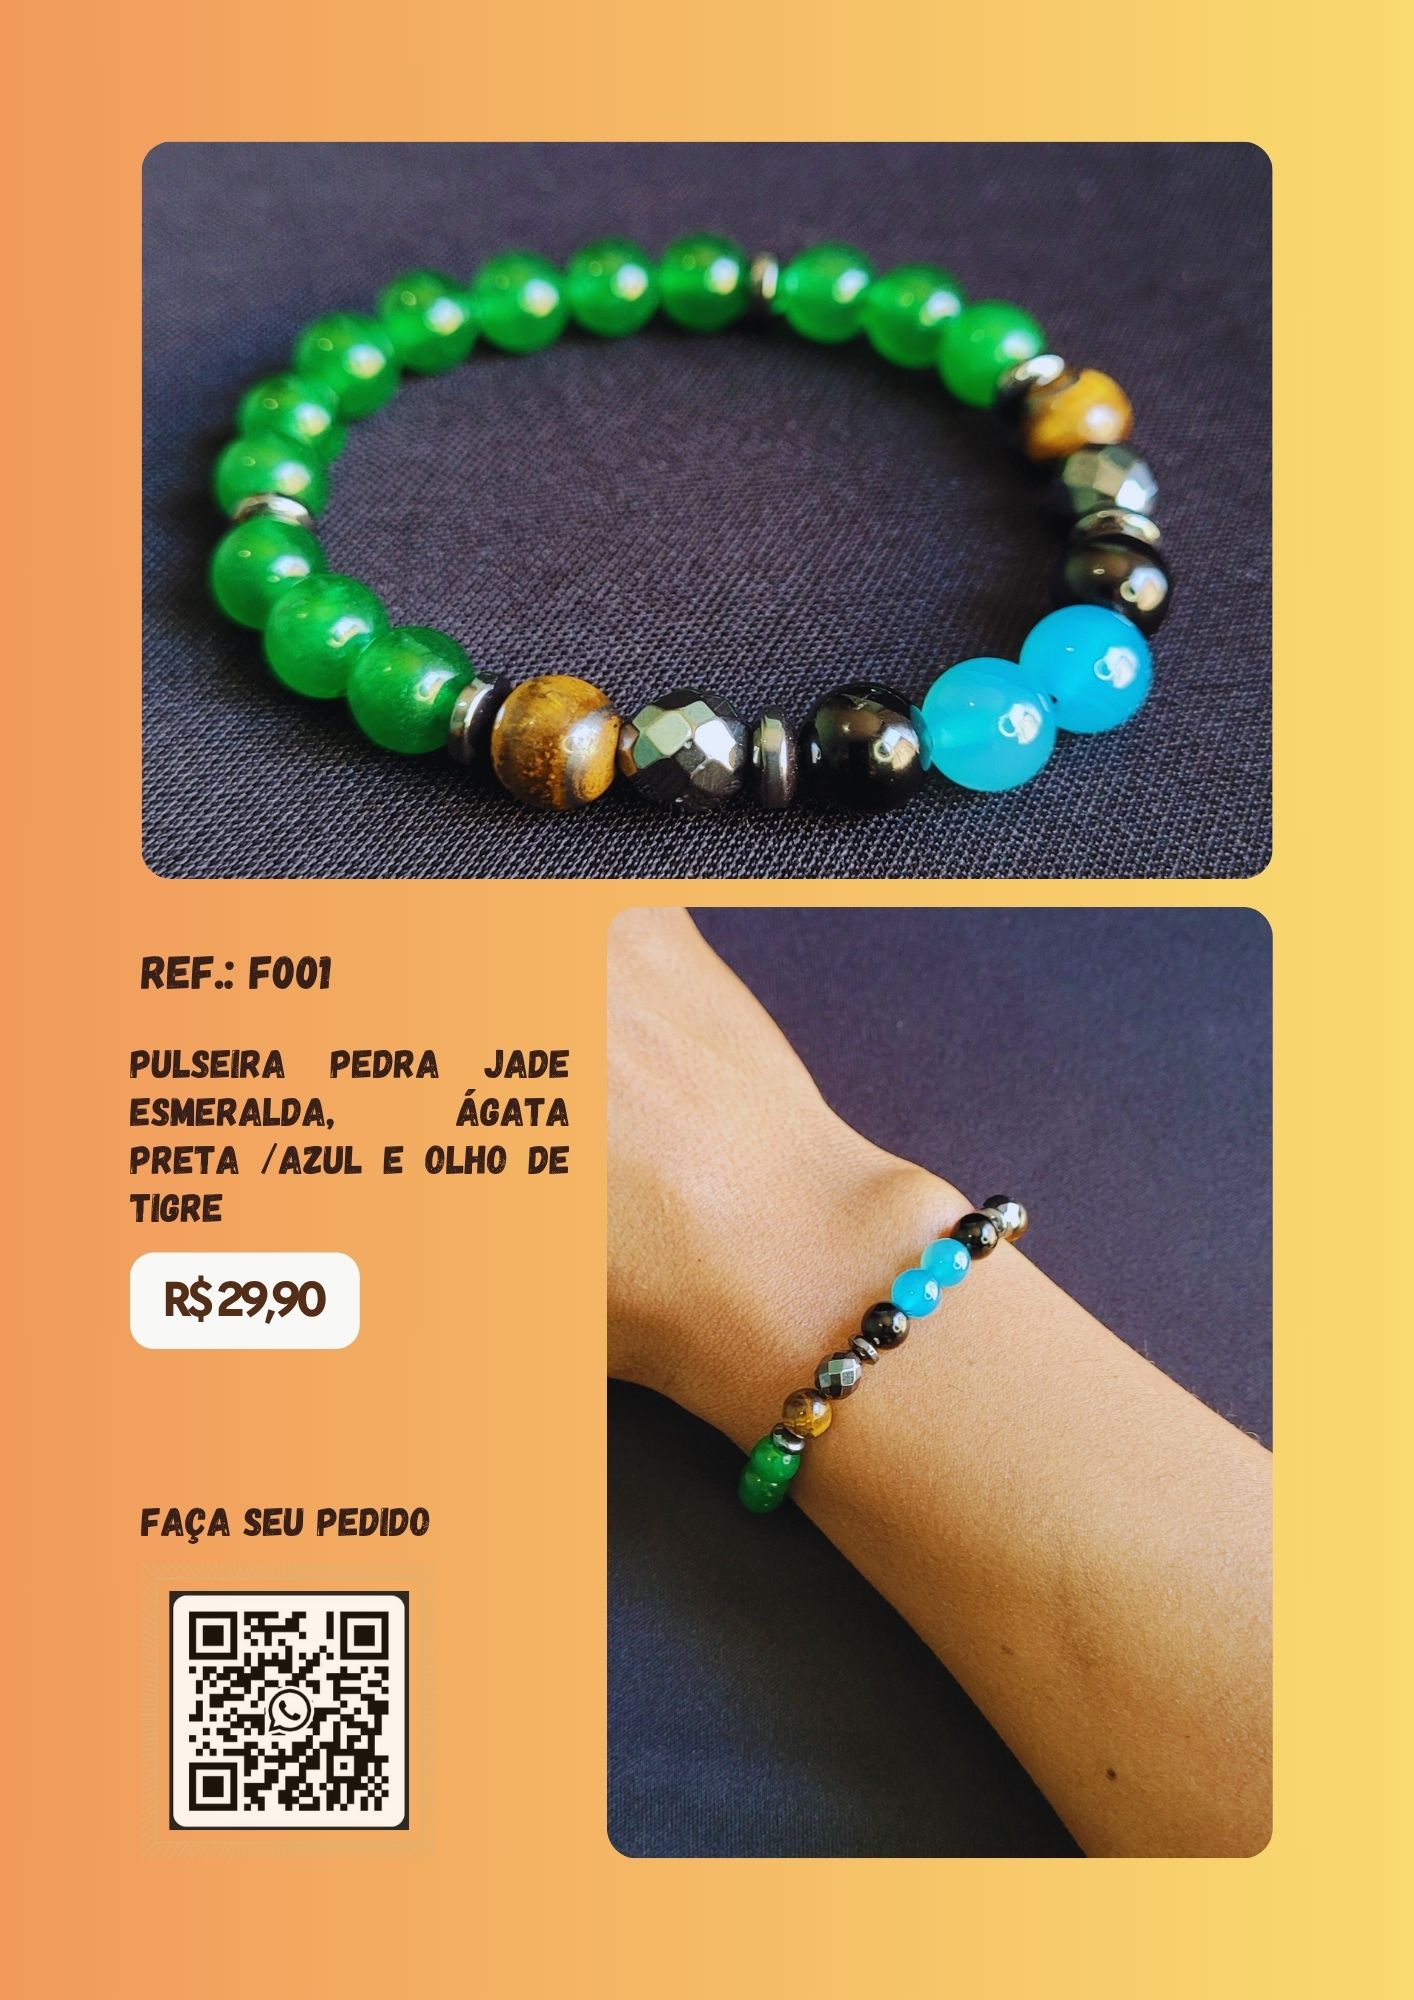 REF.: F001
PULSEIRA PEDRA JADE
ESMERALDA, ÁGATA
PRETA /AZUL E OLHO DE
TIGRE
R$ 29,90
FAÇA SEU PEDIDO